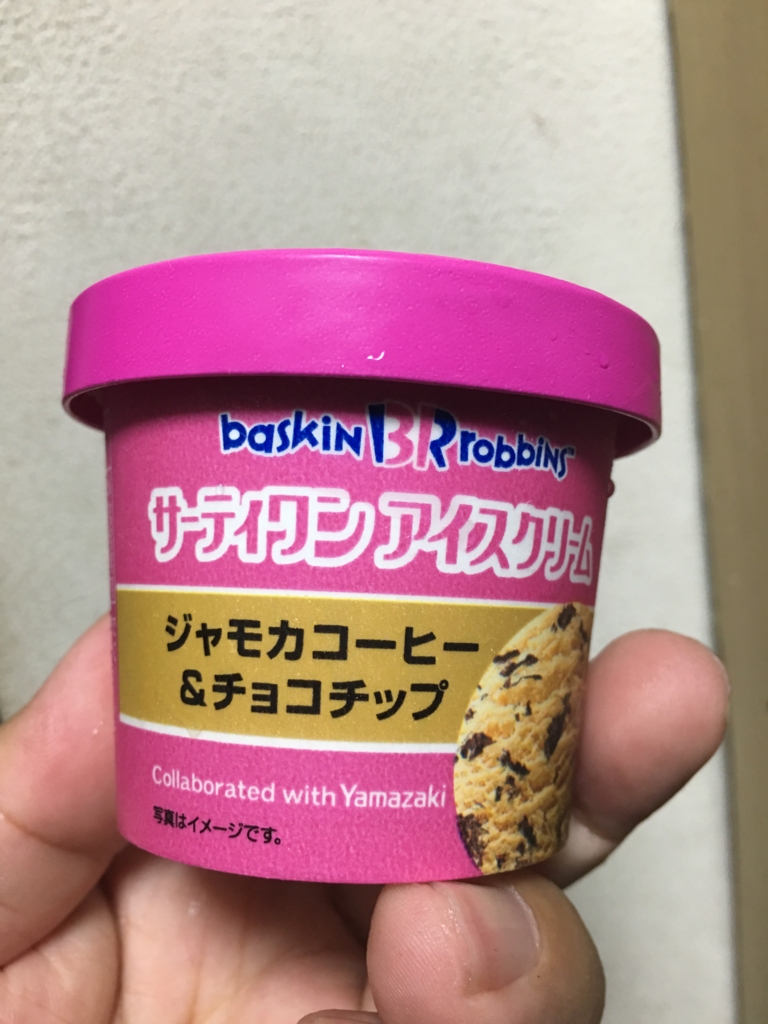 baskin BR robbins™
サーティワン アイスクリーム
ジャモカコーヒー
&チョコチップ
Collaborated with Yamazaki
写真はイメージです。